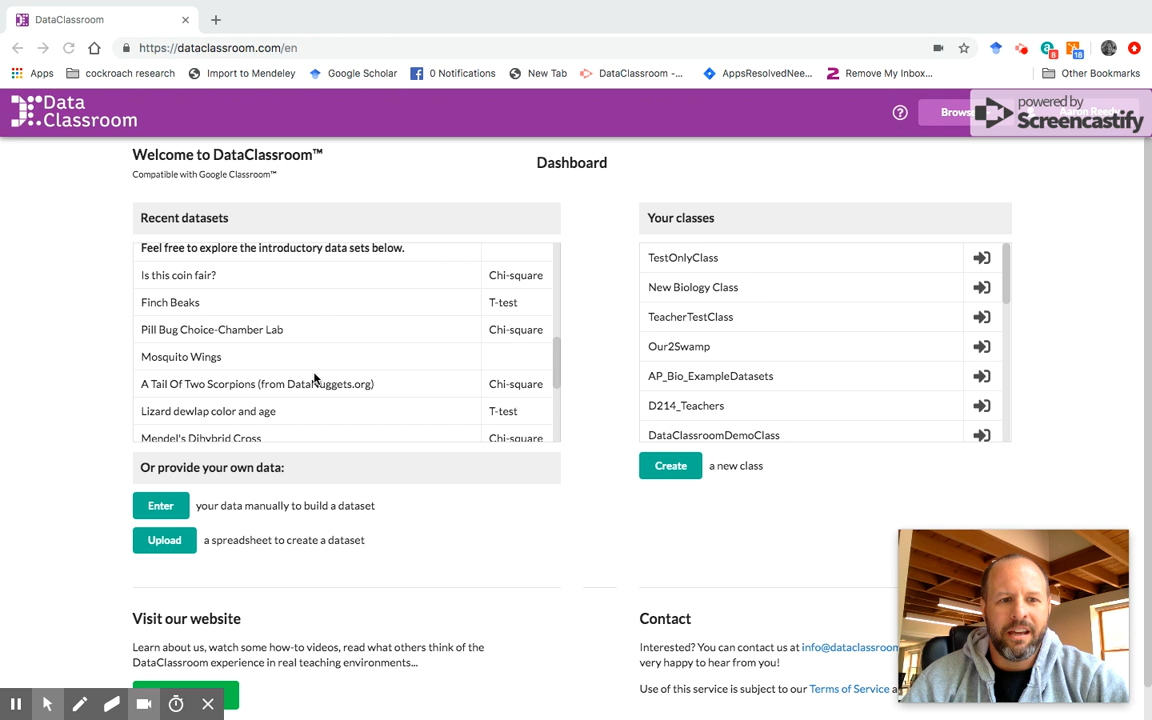 DataClassroom
https://dataclassroom.com/en
8
18
Apps
cockroach research
Import to Mendeley
Google Scholar
0 Notifications
New Tab
DataClassroom -...
AppsResolvedNee...
Remove My Inbox...
Other Bookmarks
Data
Classroom
Brows
powered by
Screencastify
Welcome to DataClassroom™
Compatible with Google Classroom™
Dashboard
Recent datasets
Feel free to explore the introductory data sets below.
Is this coin fair? Chi-square
Finch Beaks T-test
Pill Bug Choice-Chamber Lab Chi-square
Mosquito Wings
A Tail Of Two Scorpions (from DataNuggets.org) Chi-square
Lizard dewlap color and age T-test
Mendel's Dihybrid Cross Chi-square
Or provide your own data:
Enter your data manually to build a dataset
Upload a spreadsheet to create a dataset
Your classes
TestOnlyClass
New Biology Class
TeacherTestClass
Our2Swamp
AP_Bio_ExampleDatasets
D214_Teachers
DataClassroomDemoClass
Create a new class
Visit our website
Learn about us, watch some how-to videos, read what others think of the
DataClassroom experience in real teaching environments...
Contact
Interested? You can contact us at info@dataclassroom
very happy to hear from you!
Use of this service is subject to our Terms of Service a